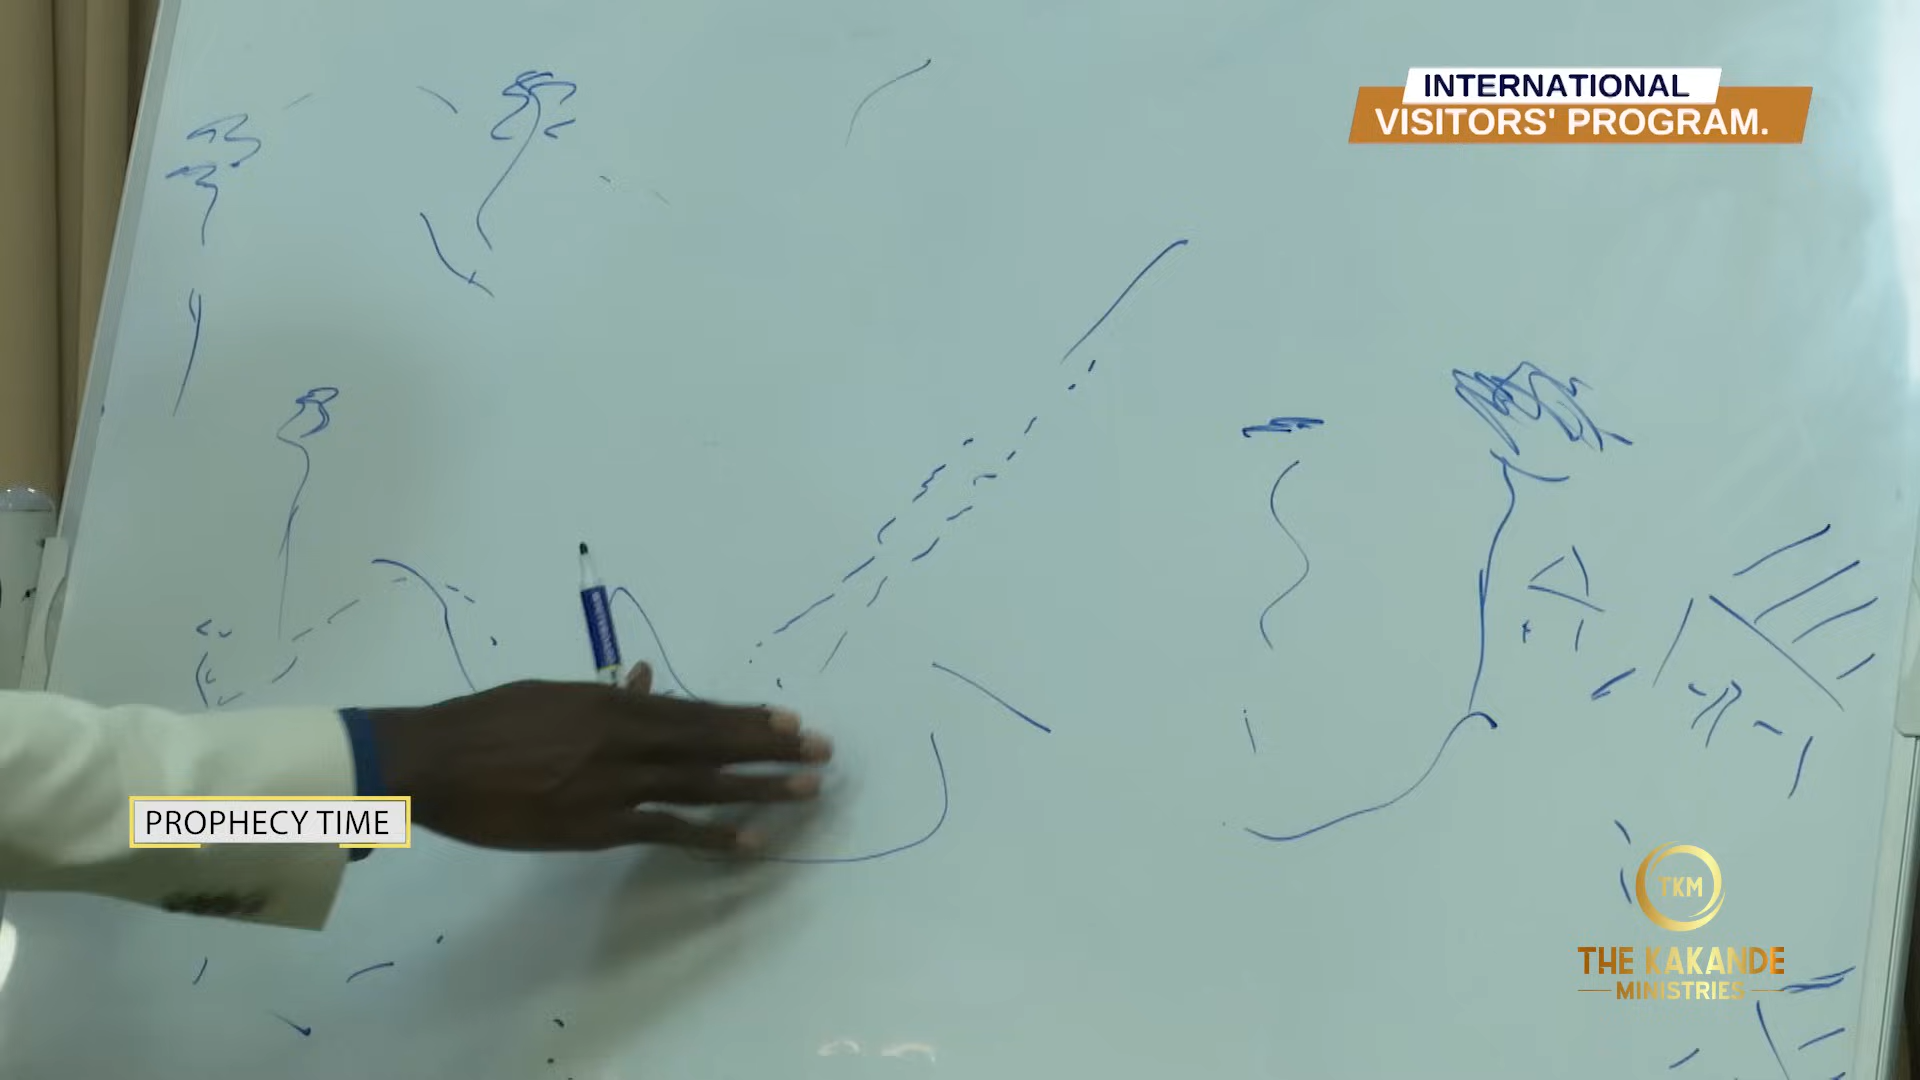 INTERNATIONAL
VISITORS' PROGRAM.
PROPHECY TIME
TKM
THE KAKANDE
MINISTRIES